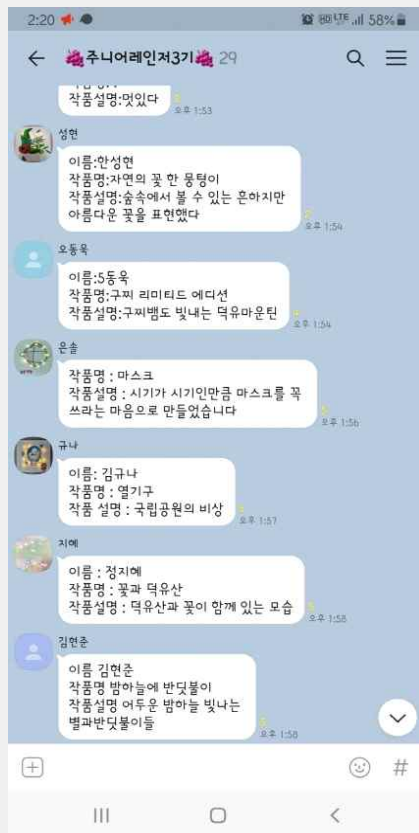 2:20
LTE 58%
주니어레인저3기 29
작품설명:멋있다
오후 1:53
성현
이름:한성현
작품명:자연의 꽃 한 뭉텅이
작품설명:숲속에서 볼 수 있는 흔하지만
아름다운 꽃을 표현했다
오후 1:54
오동욱
이름:5동욱
작품명:구찌 리미티드 에디션
작품설명:구찌뱀도 빛내는 덕유마운틴
오후 1:54
은솔
작품명 : 마스크
작품설명 : 시기가 시기인만큼 마스크를 꼭
쓰라는 마음으로 만들었습니다
오후 1:56
규나
이름: 김규나
작품명 : 열기구
작품 설명 : 국립공원의 비상
오후 1:57
지혜
이름 : 정지혜
작품명 : 꽃과 덕유산
작품설명 : 덕유산과 꽃이 함께 있는 모습
오후 1:58
김현준
이름 김현준
작품명 밤하늘에 반딧불이
작품설명 어두운 밤하늘 빛나는
별과반딧불이들
오후 1:58
#